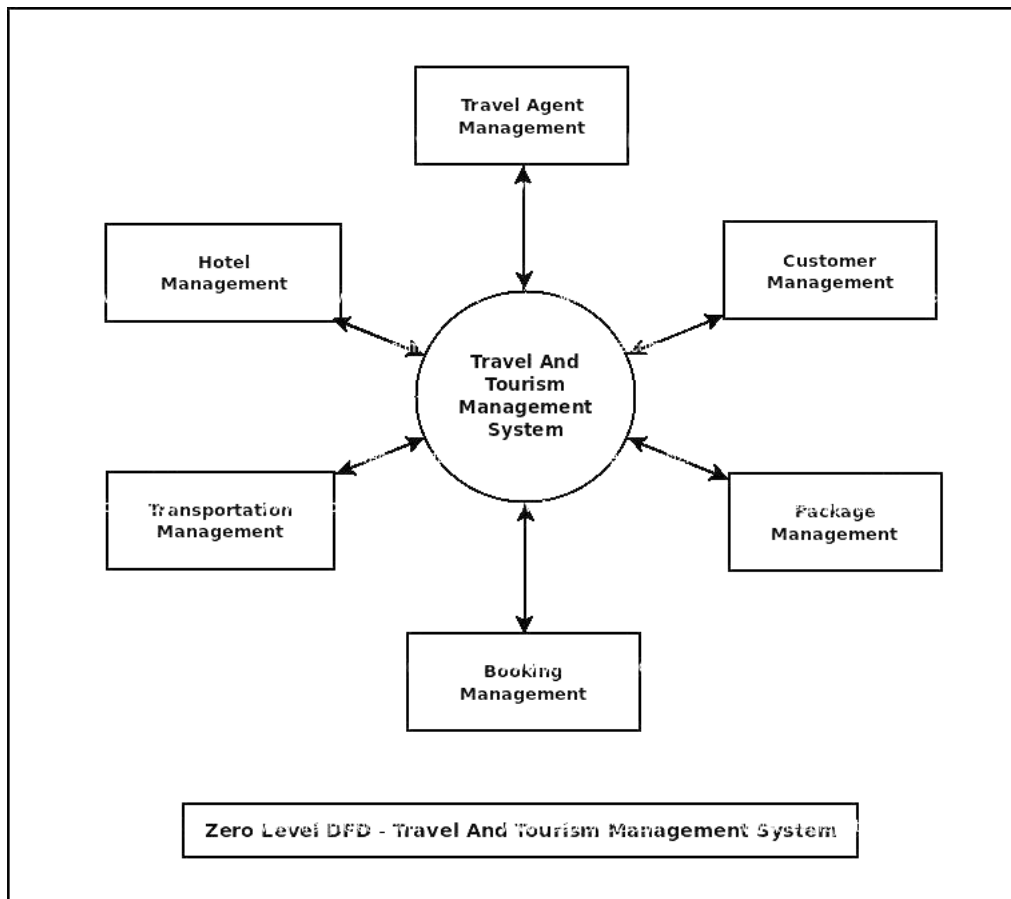 Travel Agent
Management
Hotel
Management
Customer
Management
Travel And
Tourism
Management
System
Transportation
Management
Package
Management
Booking
Management
Zero Level DFD - Travel And Tourism Management System